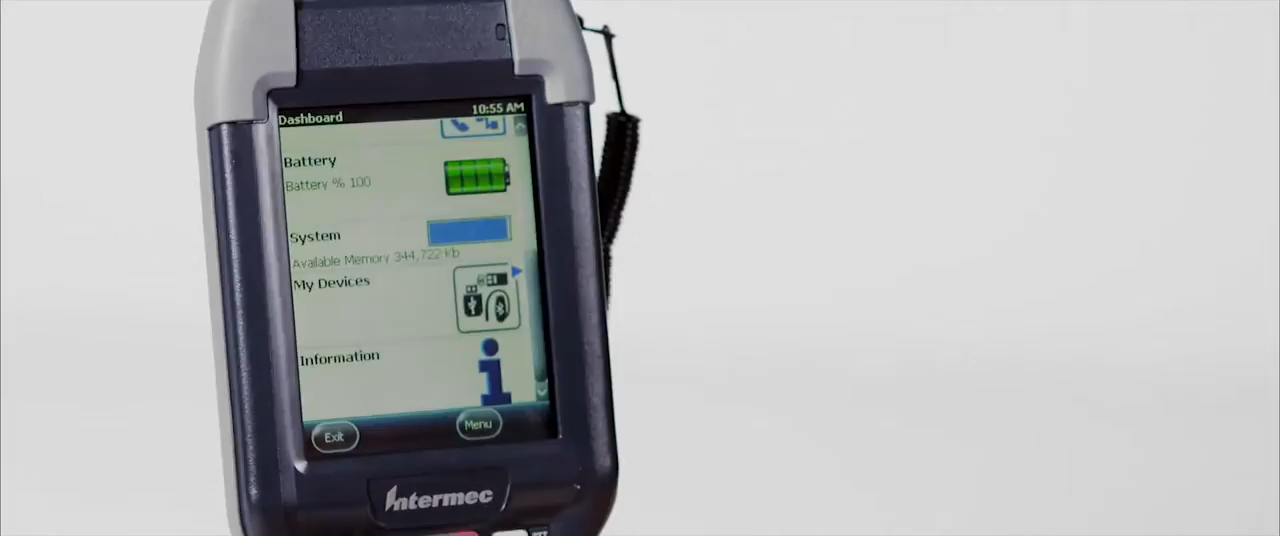 Dashboard
10:55 AM
Battery
Battery % 100
System
Available Memory 344,722 kb
My Devices
Information
Exit
Menu
Intermec